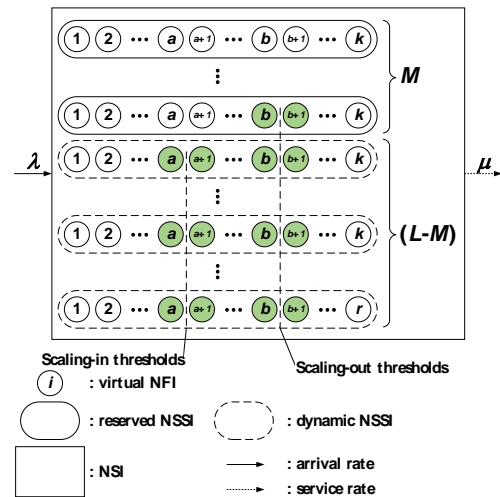 1 2 ••• a a+1 ••• b b+1 ••• k
M
1 2 ••• a a+1 ••• b b+1 ••• k
λ
1 2 ••• a a+1 ••• b b+1 ••• k
μ
1 2 ••• a a+1 ••• b b+1 ••• k
(L-M)
1 2 ••• a a+1 ••• b b+1 ••• r
Scaling-in thresholds
Scaling-out thresholds
i : virtual NFI
: reserved NSSI
: dynamic NSSI
: NSI
: arrival rate
: service rate